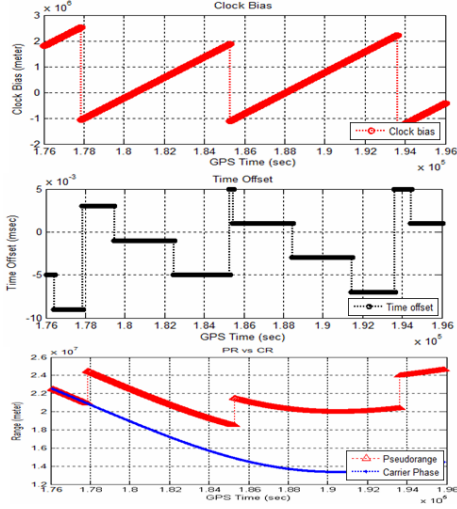 Clock Bias
x 10^6
3
2
1
0
-1
-2
Clock Bias (meter)
Clock bias
1.76 1.78 1.8 1.82 1.84 1.86 1.88 1.9 1.92 1.94 1.96
GPS Time (sec) x 10^5
Time Offset
x 10^-3
5
0
-5
-10
Time Offset (msec)
Time offset
1.76 1.78 1.8 1.82 1.84 1.86 1.88 1.9 1.92 1.94 1.96
GPS Time (sec) x 10^5
PR vs CR
x 10^7
2.6
2.4
2.2
2
1.8
1.6
1.4
1.2
Range (meter)
Pseudorange
Carrier Phase
1.76 1.78 1.8 1.82 1.84 1.86 1.88 1.9 1.92 1.94 1.96
GPS Time (sec) x 10^5